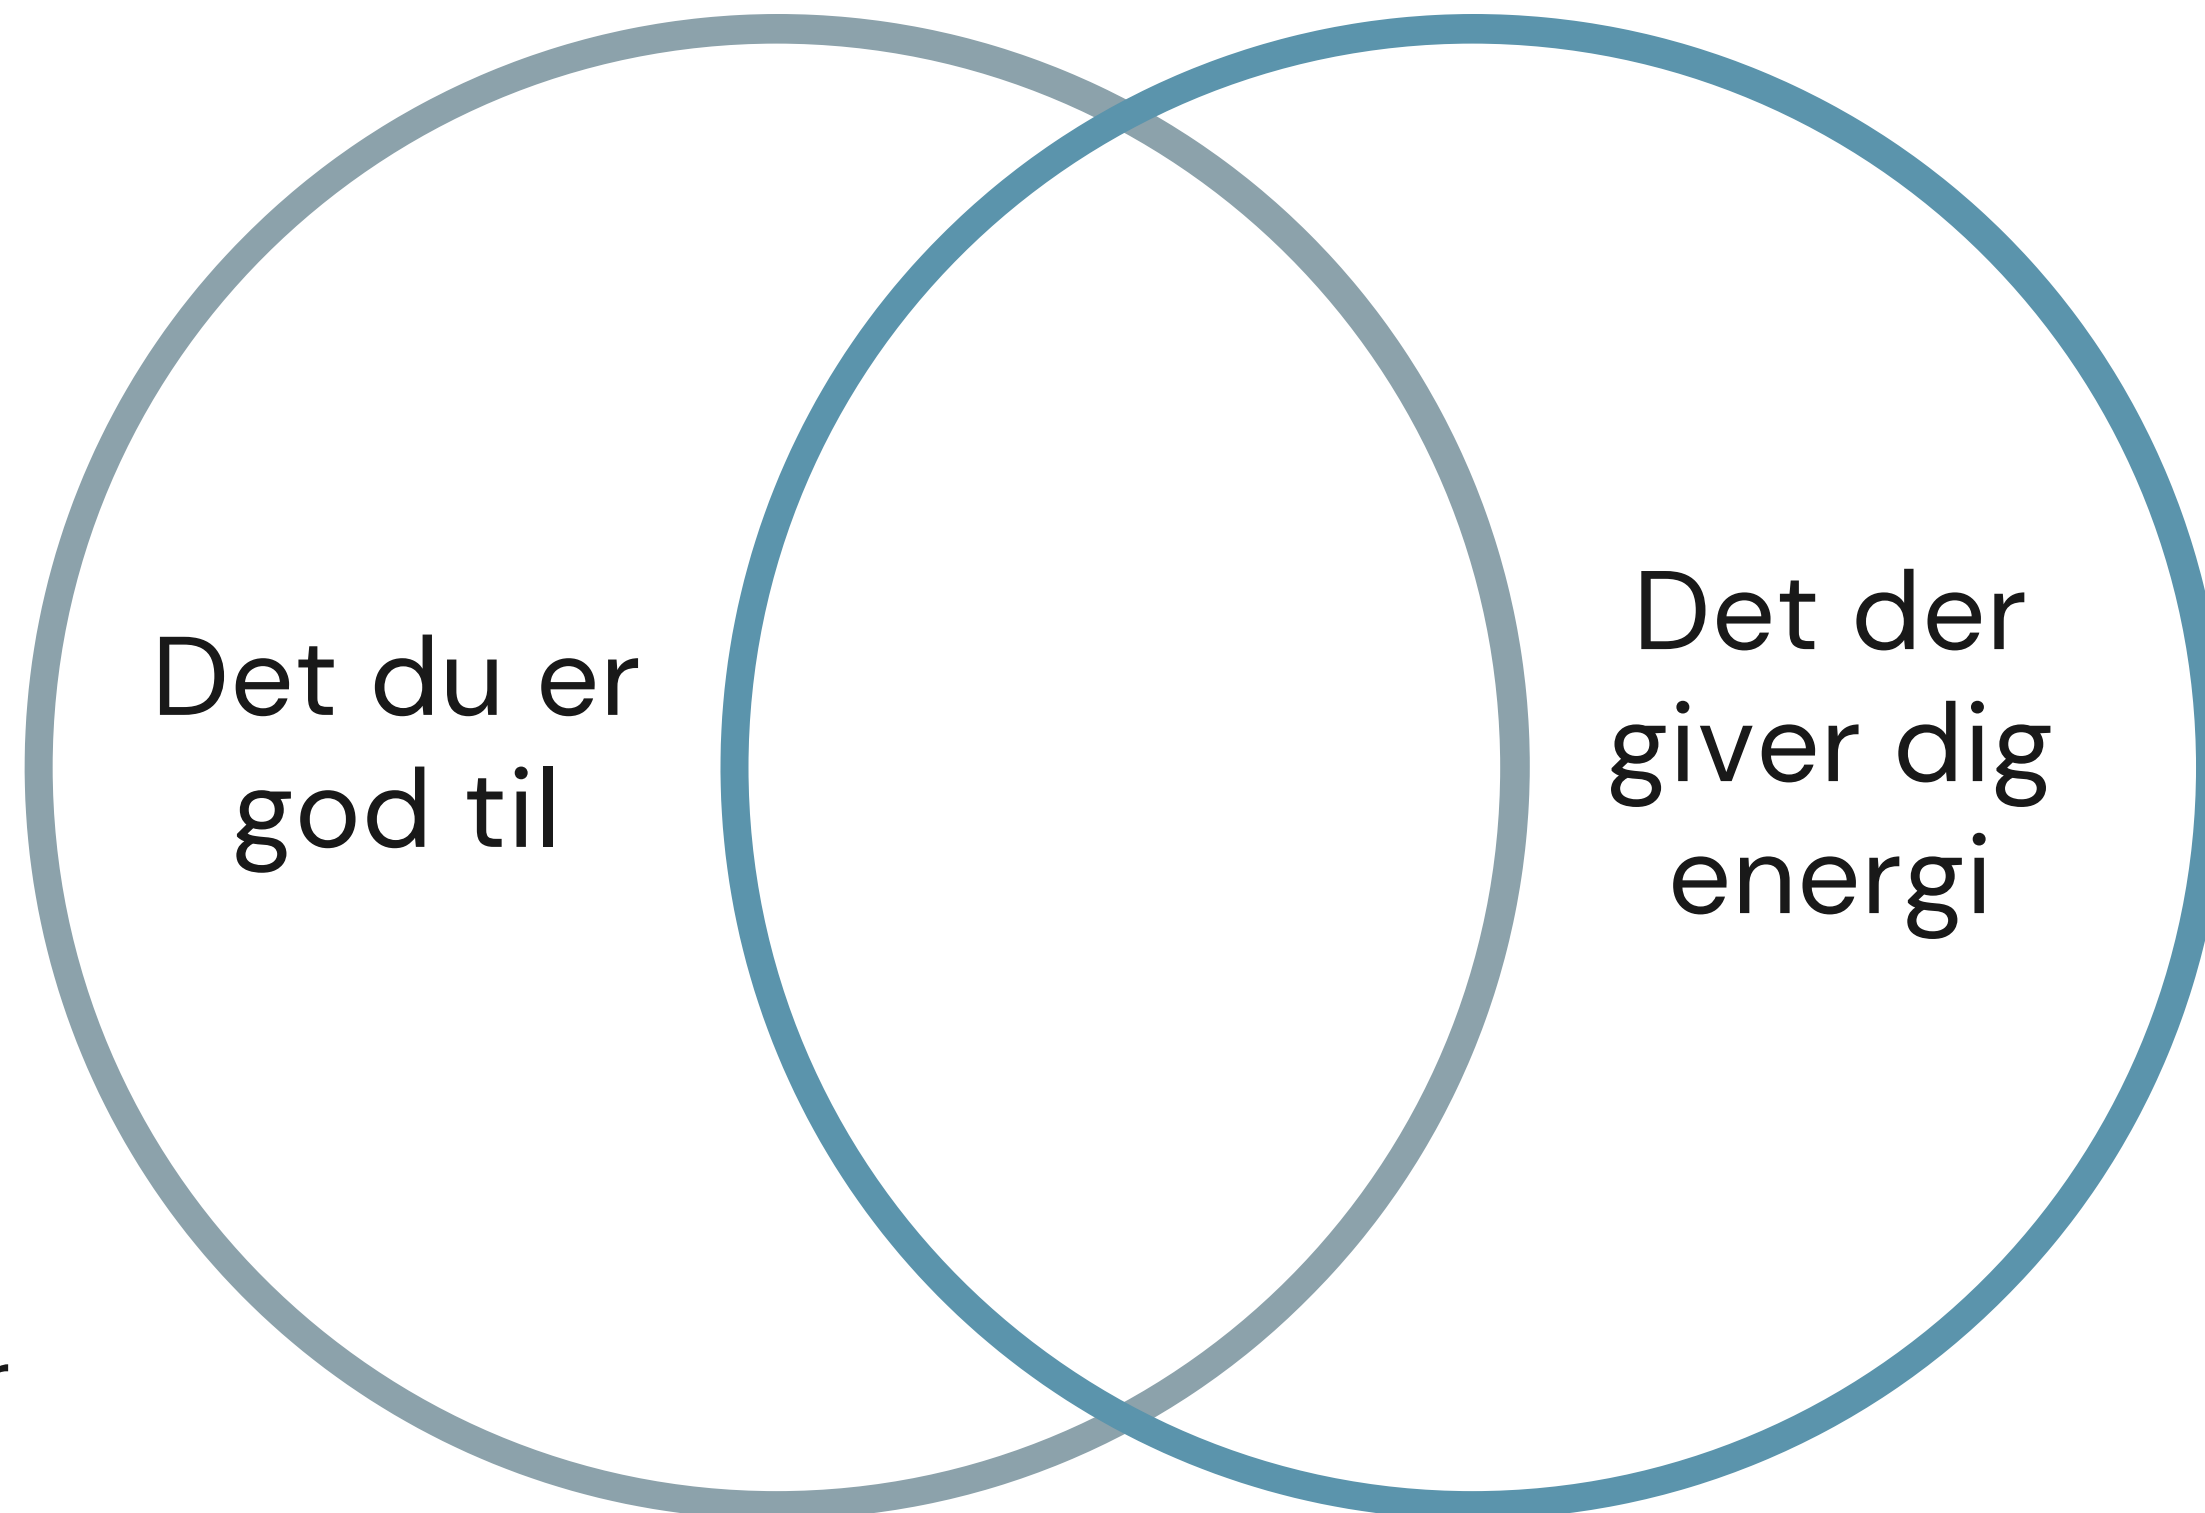 Det du er
god til
Det der
giver dig
energi